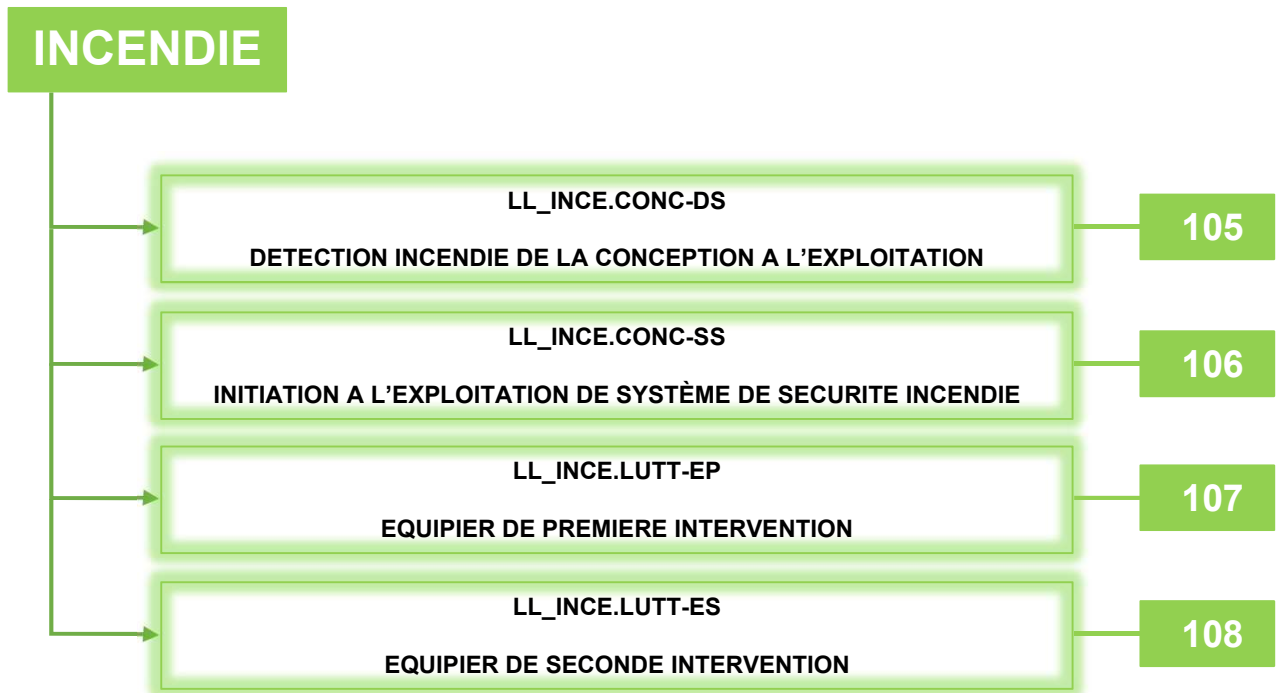 INCENDIE
LL_INCE.CONC-DS
DETECTION INCENDIE DE LA CONCEPTION A L’EXPLOITATION
105
LL_INCE.CONC-SS
INITIATION A L’EXPLOITATION DE SYSTÈME DE SECURITE INCENDIE
106
LL_INCE.LUTT-EP
EQUIPIER DE PREMIERE INTERVENTION
107
LL_INCE.LUTT-ES
EQUIPIER DE SECONDE INTERVENTION
108